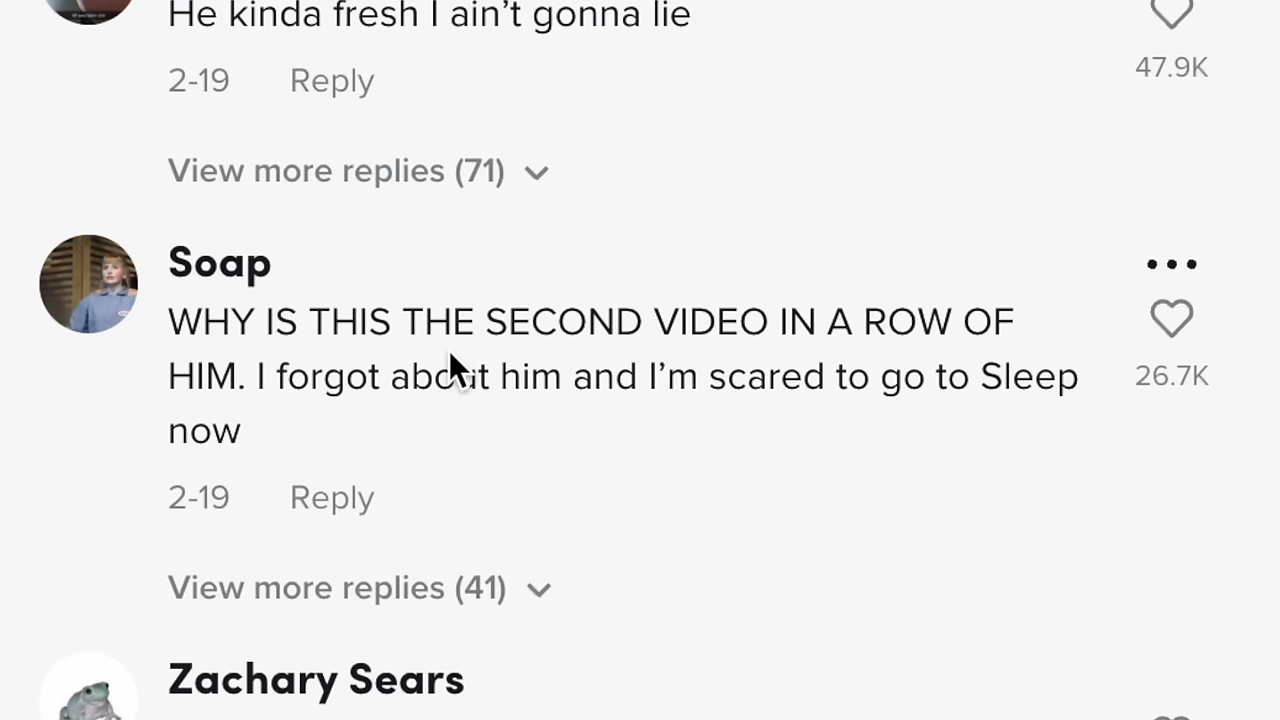 He kinda fresh I ain’t gonna lie
47.9K
2-19 Reply
View more replies (71)
Soap
WHY IS THIS THE SECOND VIDEO IN A ROW OF
HIM. I forgot about him and I’m scared to go to Sleep
now
26.7K
2-19 Reply
View more replies (41)
Zachary Sears